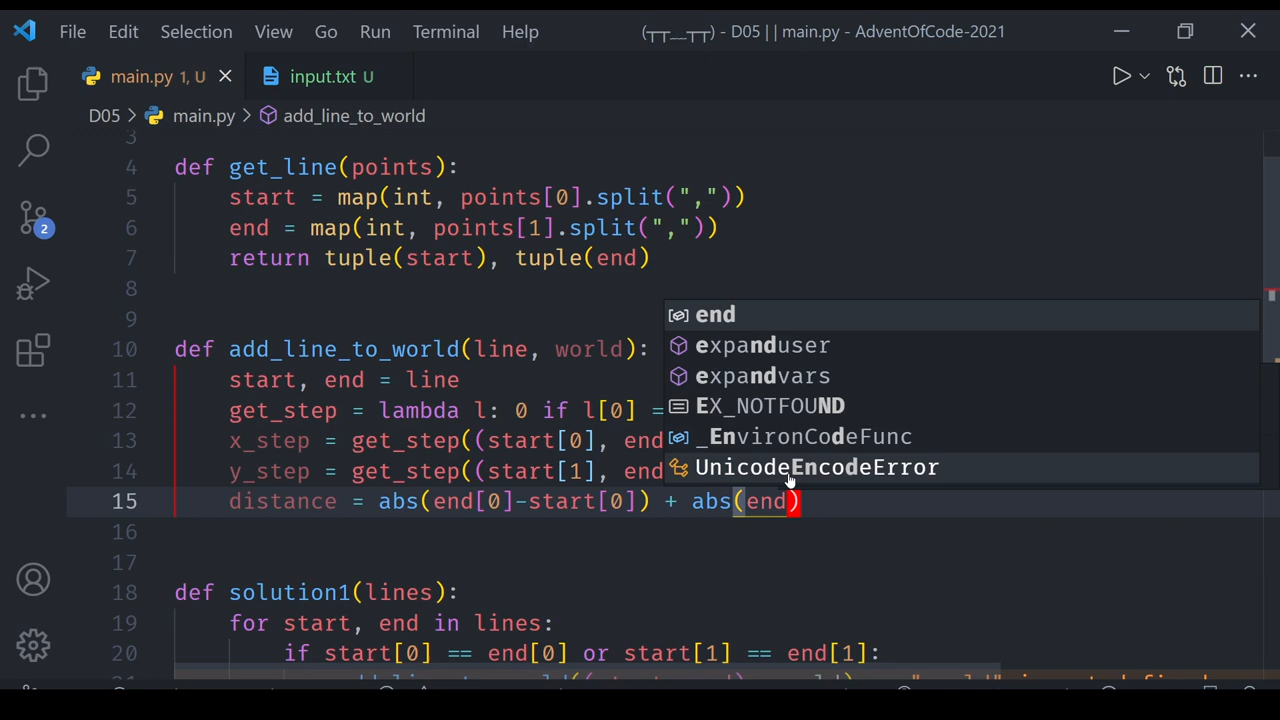 File Edit Selection View Go Run Terminal Help (┬┬__┬┬) - D05 || main.py - AdventOfCode-2021
main.py 1, U input.txt U
D05 > main.py > add_line_to_world
3
4 def get_line(points):
5 start = map(int, points[0].split(","))
6 end = map(int, points[1].split(","))
7 return tuple(start), tuple(end)
8
9
10 def add_line_to_world(line, world):
11 start, end = line
12 get_step = lambda l: 0 if l[0] =
13 x_step = get_step((start[0], end
14 y_step = get_step((start[1], end
15 distance = abs(end[0]-start[0]) + abs(end)
16
17
18 def solution1(lines):
19 for start, end in lines:
20 if start[0] == end[0] or start[1] == end[1]:
end
expanduser
expandvars
EX_NOTFOUND
_EnvironCodeFunc
UnicodeEncodeError
2